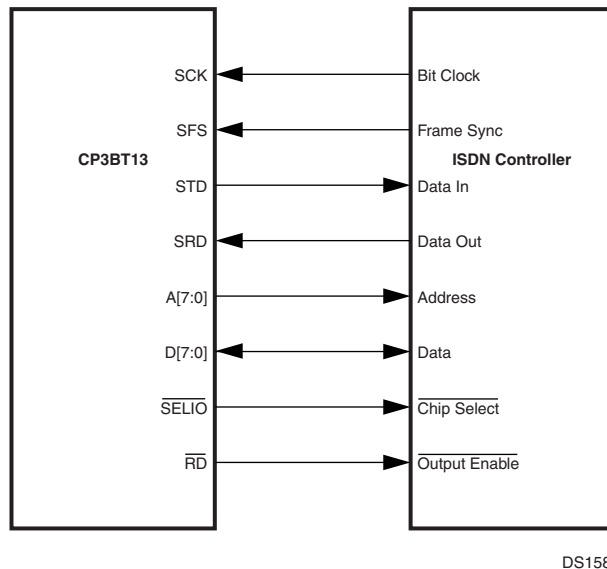 SCK Bit Clock
SFS Frame Sync
CP3BT13 ISDN Controller
STD Data In
SRD Data Out
A[7:0] Address
D[7:0] Data
SELIO Chip Select
RD Output Enable
DS158